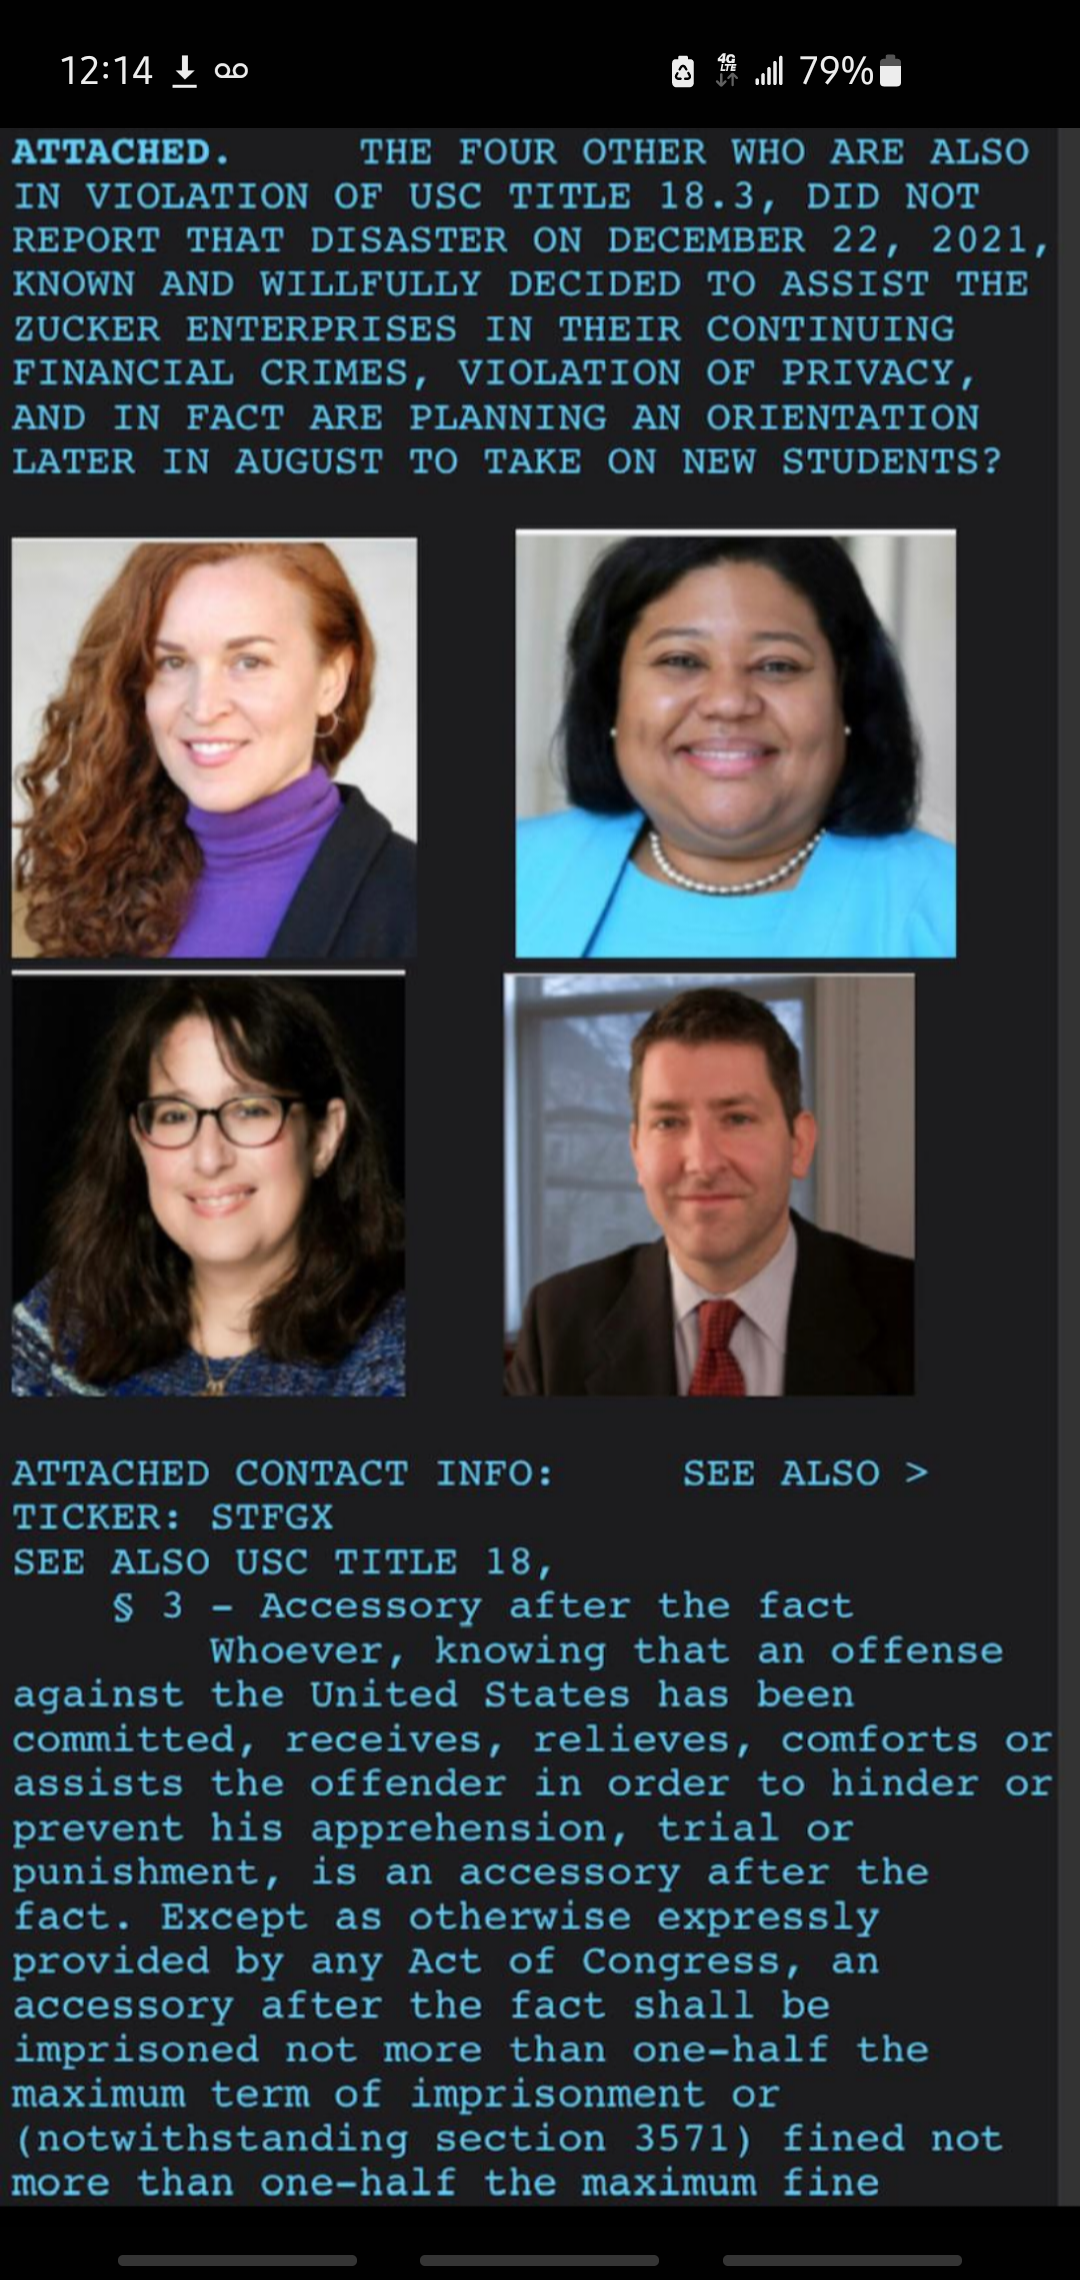 12:14
4G
LTE
79%
ATTACHED. THE FOUR OTHER WHO ARE ALSO
IN VIOLATION OF USC TITLE 18.3, DID NOT
REPORT THAT DISASTER ON DECEMBER 22, 2021,
KNOWN AND WILLFULLY DECIDED TO ASSIST THE
ZUCKER ENTERPRISES IN THEIR CONTINUING
FINANCIAL CRIMES, VIOLATION OF PRIVACY,
AND IN FACT ARE PLANNING AN ORIENTATION
LATER IN AUGUST TO TAKE ON NEW STUDENTS?
ATTACHED CONTACT INFO: SEE ALSO >
TICKER: STFGX
SEE ALSO USC TITLE 18,
§ 3 - Accessory after the fact
Whoever, knowing that an offense
against the United States has been
committed, receives, relieves, comforts or
assists the offender in order to hinder or
prevent his apprehension, trial or
punishment, is an accessory after the
fact. Except as otherwise expressly
provided by any Act of Congress, an
accessory after the fact shall be
imprisoned not more than one-half the
maximum term of imprisonment or
(notwithstanding section 3571) fined not
more than one-half the maximum fine